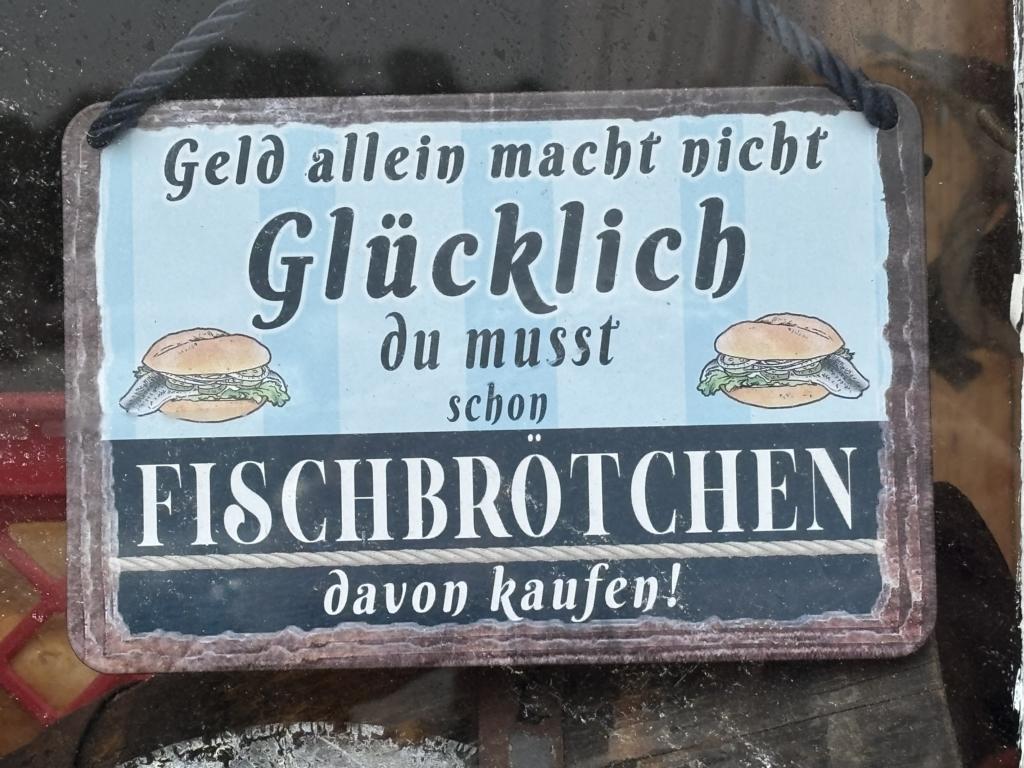 Geld allein macht nicht
Glücklich
du musst
schon
FISCHBRÖTCHEN
davon kaufen!